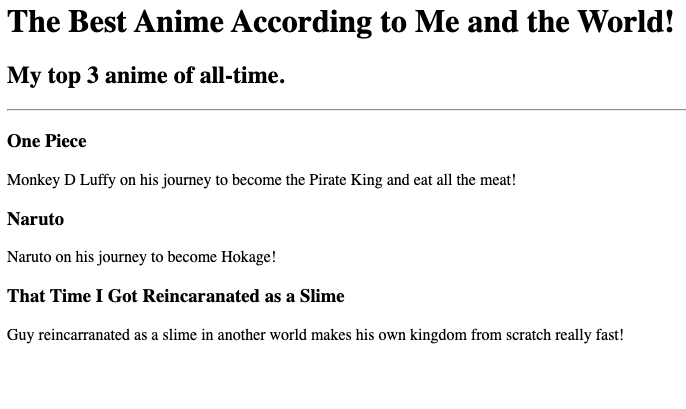 The Best Anime According to Me and the World!
My top 3 anime of all-time.
One Piece
Monkey D Luffy on his journey to become the Pirate King and eat all the meat!
Naruto
Naruto on his journey to become Hokage!
That Time I Got Reincaranated as a Slime
Guy reincarranated as a slime in another world makes his own kingdom from scratch really fast!